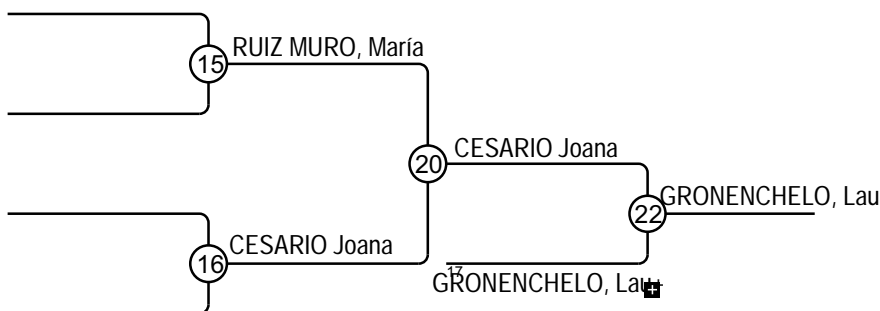 RUIZ MURO, María
15
CESARIO Joana
20
GRONENCHELO, Lau
22
CESARIO Joana
16
17
GRONENCHELO, Lau